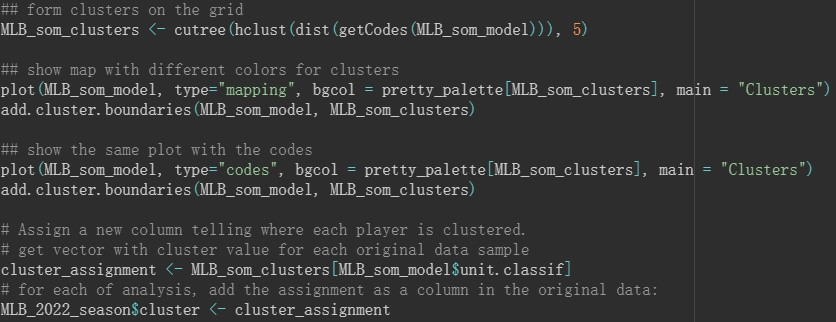 ## form clusters on the grid
MLB_som_clusters <- cutree(hclust(dist(getCodes(MLB_som_model))), 5)
## show map with different colors for clusters
plot(MLB_som_model, type="mapping", bgcol = pretty_palette[MLB_som_clusters], main = "Clusters")
add.cluster.boundaries(MLB_som_model, MLB_som_clusters)
## show the same plot with the codes
plot(MLB_som_model, type="codes", bgcol = pretty_palette[MLB_som_clusters], main = "Clusters")
add.cluster.boundaries(MLB_som_model, MLB_som_clusters)
# Assign a new column telling where each player is clustered.
# get vector with cluster value for each original data sample
cluster_assignment <- MLB_som_clusters[MLB_som_model$unit.classif]
# for each of analysis, add the assignment as a column in the original data:
MLB_2022_season$cluster <- cluster_assignment